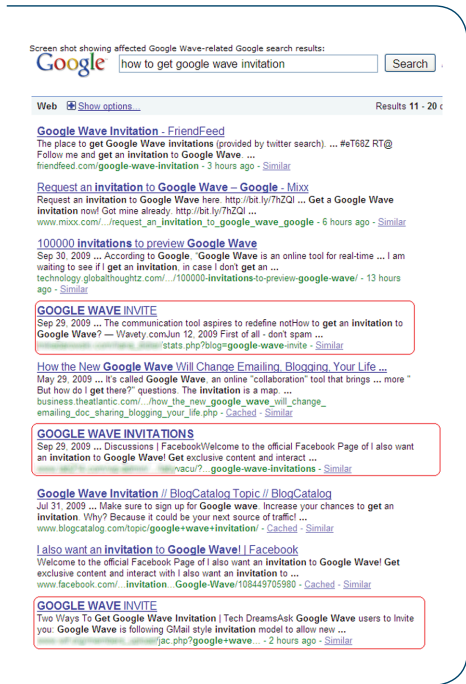 Screen shot showing affected Google Wave-related Google search results:
Google how to get google wave invitation Search
Web Show options... Results 11 - 20 o
Google Wave Invitation - FriendFeed
The place to get Google Wave invitations (provided by twitter search). ... #eT68Z RT@
Follow me and get an invitation to Google Wave. ...
friendfeed.com/google-wave-invitation - 3 hours ago - Similar
Request an invitation to Google Wave – Google - Mixx
Request an invitation to Google Wave here. http://bit.ly/7hZQI ... Get a Google Wave
invitation now! Got mine already. http://bit.ly/7hZQI ...
www.mixx.com/.../request_an_invitation_to_google_wave_google - 6 hours ago - Similar
100000 invitations to preview Google Wave
Sep 30, 2009 ... According to Google, “Google Wave is an online tool for real-time ... I am
waiting to see if I get an invitation, in case I don't get an ...
technology.globalthoughtz.com/.../100000-invitations-to-preview-google-wave/ - 13 hours
ago - Similar
GOOGLE WAVE INVITE
Sep 29, 2009 ... The communication tool aspires to redefine notHow to get an invitation to
Google Wave? — Wavety.comJun 12, 2009 First of all - don't spam ...
/stats.php?blog=google-wave-invite - Similar
How the New Google Wave Will Change Emailing, Blogging, Your Life ...
May 29, 2009 ... It's called Google Wave, an online "collaboration" tool that brings ... more "
But how do I get there?" questions. The invitation is a map. ...
business.theatlantic.com/.../how_the_new_google_wave_will_change_
emailing_doc_sharing_blogging_your_life.php - Cached - Similar
GOOGLE WAVE INVITATIONS
Sep 29, 2009 ... Discussions | FacebookWelcome to the official Facebook Page of I also want
an invitation to Google Wave! Get exclusive content and interact ...
vacu/?...google-wave-invitations - Similar
Google Wave Invitation // BlogCatalog Topic // BlogCatalog
Jul 31, 2009 ... Make sure to sign up for Google wave. Increase your chances to get an
invitation. Why? Because it could be your next source of traffic! ...
www.blogcatalog.com/topic/google+wave+invitation/ - Cached - Similar
I also want an invitation to Google Wave! | Facebook
Welcome to the official Facebook Page of I also want an invitation to Google Wave! Get
exclusive content and interact with I also want an invitation to ...
www.facebook.com/...invitation...Google-Wave/108449705980 - Cached - Similar
GOOGLE WAVE INVITE
Two Ways To Get Google Wave Invitation | Tech DreamsAsk Google Wave users to Invite
you: Google Wave is following GMail style invitation model to allow new ...
/jac.php?google+wave... - 2 hours ago - Similar